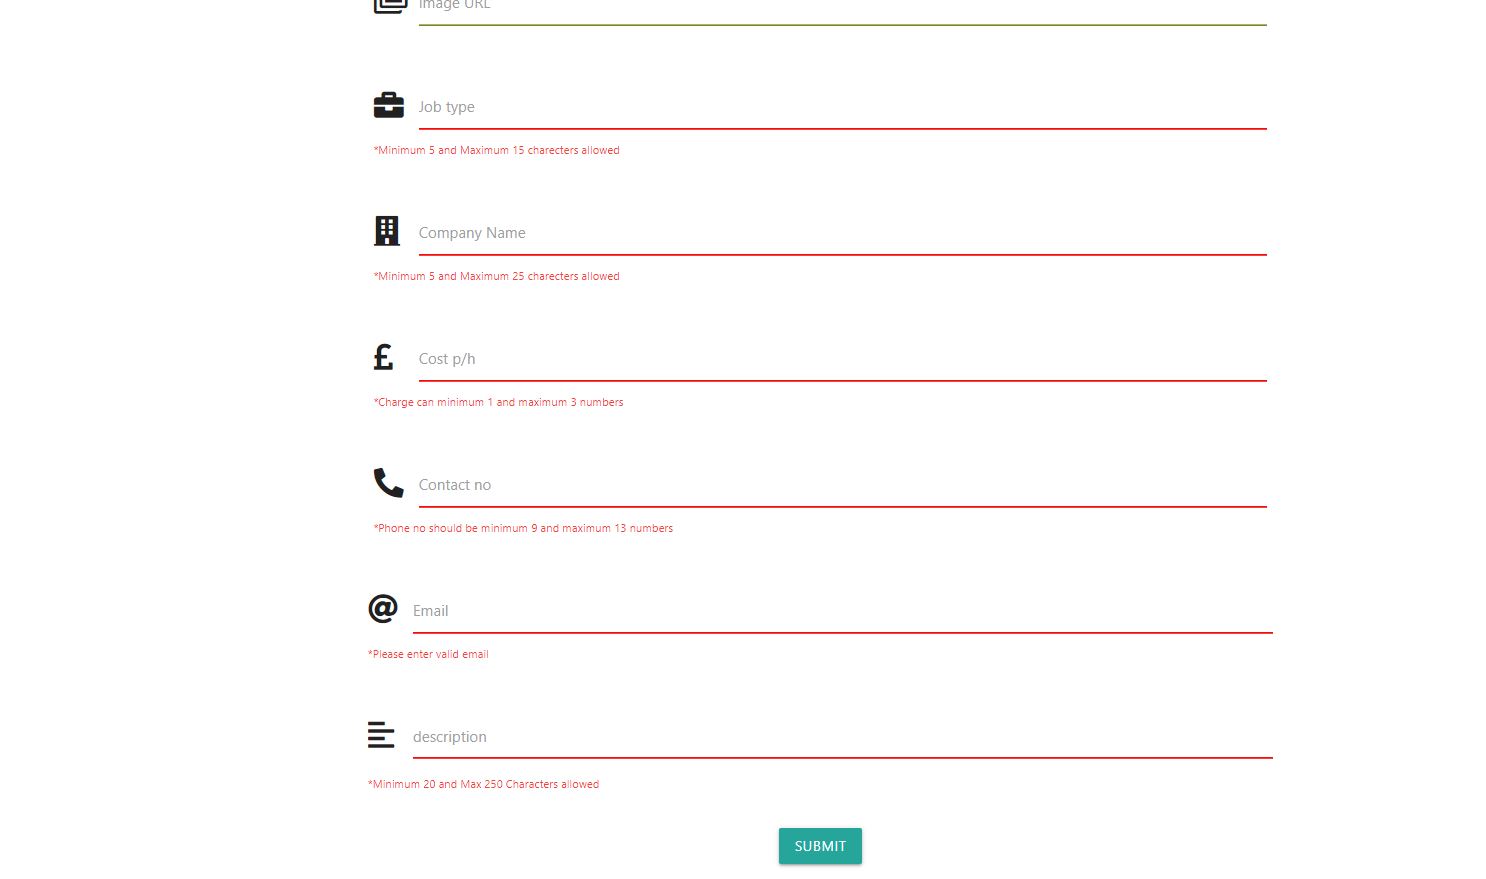 Image URL
Job type
*Minimum 5 and Maximum 15 charecters allowed
Company Name
*Minimum 5 and Maximum 25 charecters allowed
Cost p/h
*Charge can minimum 1 and maximum 3 numbers
Contact no
*Phone no should be minimum 9 and maximum 13 numbers
Email
*Please enter valid email
description
*Minimum 20 and Max 250 Characters allowed
SUBMIT